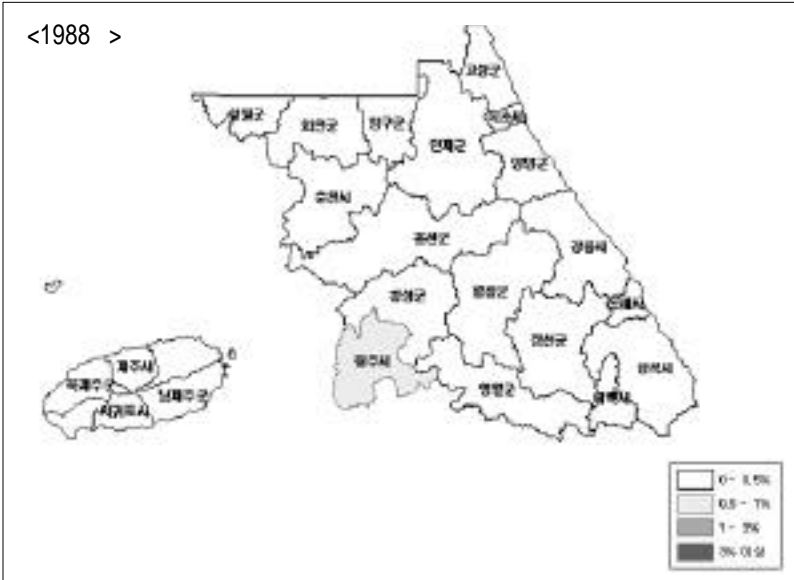 <1988 >
고성군
철원군
화천군
양구군
인제군
속초시
양양군
춘천시
홍천군
강릉시
횡성군
평창군
동해시
정선군
원주시
삼척시
영월군
태백시
제주시
북제주군
남제주군
서귀포시
0 - 0.5%
0.5 - 1%
1 - 3%
3% 이상